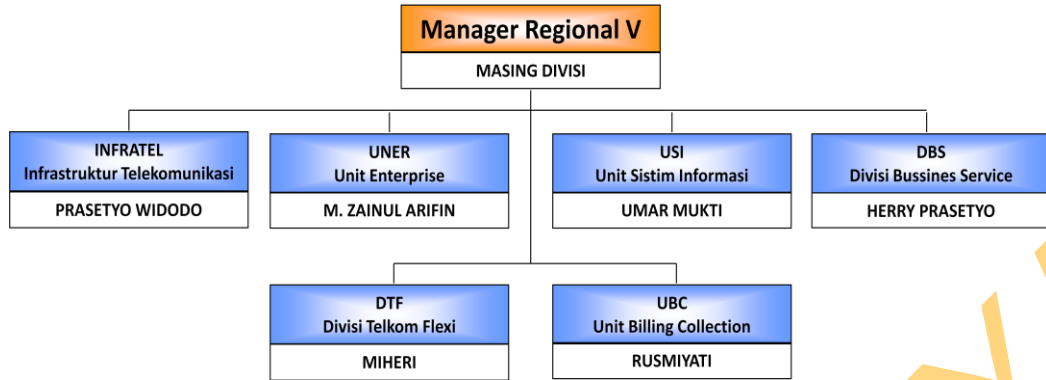 Manager Regional V
MASING DIVISI
INFRATEL
Infrastruktur Telekomunikasi
PRASETYO WIDODO
UNER
Unit Enterprise
M. ZAINUL ARIFIN
USI
Unit Sistim Informasi
UMAR MUKTI
DBS
Divisi Bussines Service
HERRY PRASETYO
DTF
Divisi Telkom Flexi
MIHERI
UBC
Unit Billing Collection
RUSMIYATI